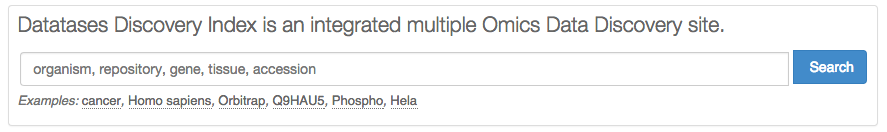 Datatases Discovery Index is an integrated multiple Omics Data Discovery site.
organism, repository, gene, tissue, accession
Search
Examples: cancer, Homo sapiens, Orbitrap, Q9HAU5, Phospho, Hela